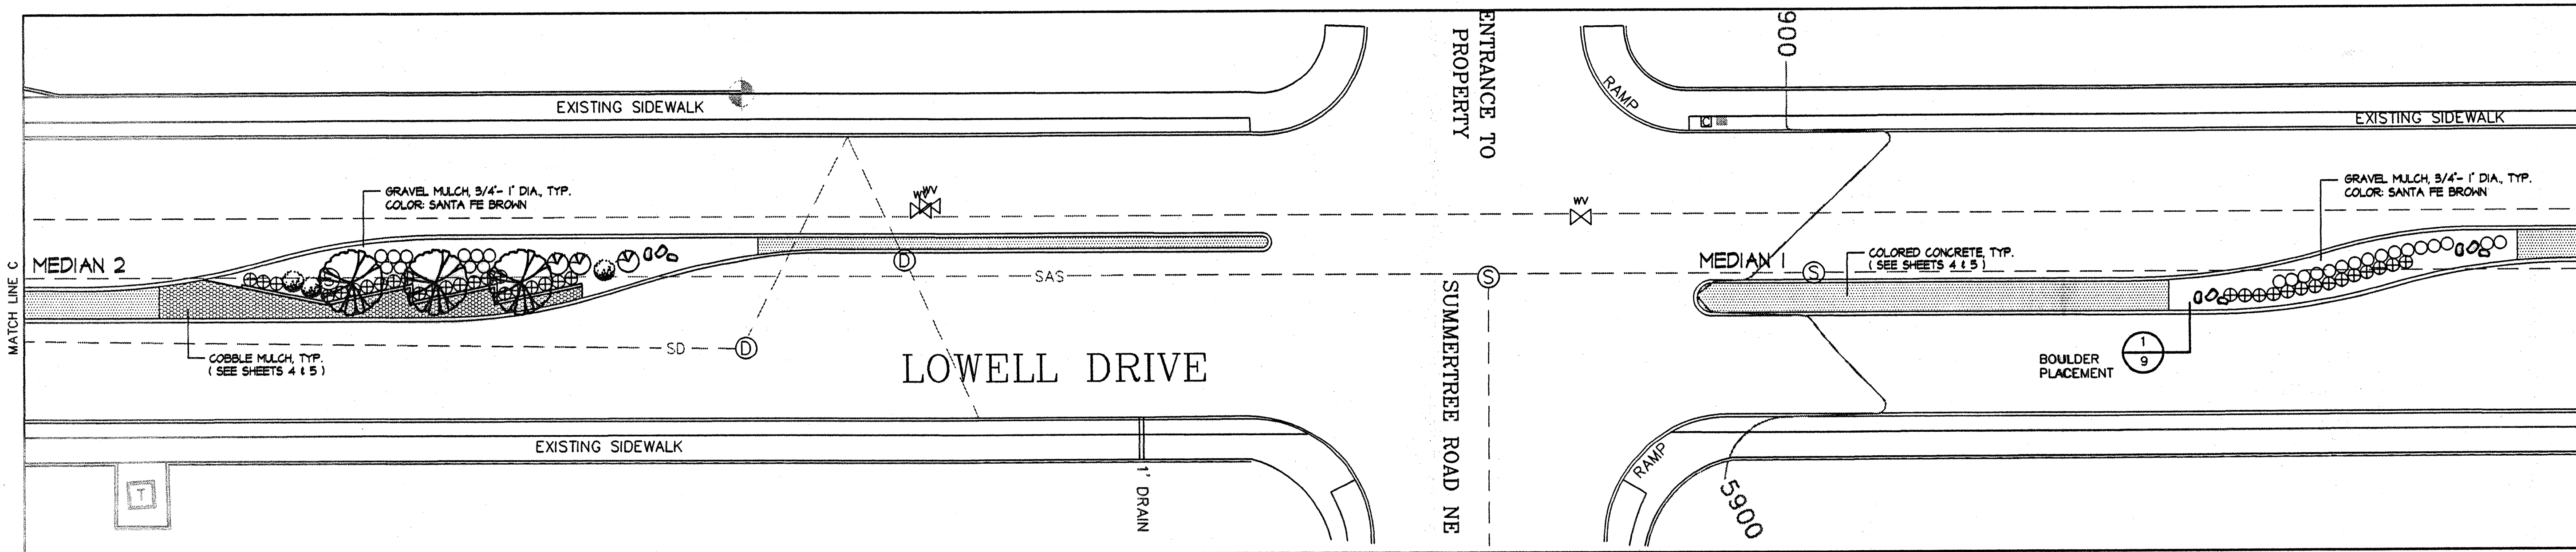 ENTRANCE TO
PROPERTY
EXISTING SIDEWALK
RAMP
900
C
EXISTING SIDEWALK
GRAVEL MULCH, 3/4"- 1" DIA., TYP.
COLOR: SANTA FE BROWN
WV
WV
WV
GRAVEL MULCH, 3/4"- 1" DIA., TYP.
COLOR: SANTA FE BROWN
MATCH LINE C
MEDIAN 2
D
SAS
S
MEDIAN 1
S
COLORED CONCRETE, TYP.
( SEE SHEETS 4 & 5 )
COBBLE MULCH, TYP.
( SEE SHEETS 4 & 5 )
SD
D
LOWELL DRIVE
SUMMERTREE ROAD NE
BOULDER
PLACEMENT
1
9
EXISTING SIDEWALK
1' DRAIN
RAMP
5900
T